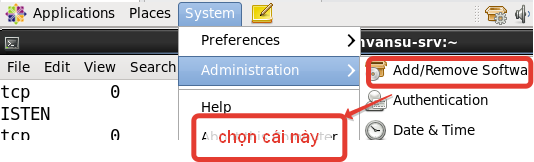 Applications Places System
Preferences
nvansu-srv:~
File Edit View Search
Administration
Add/Remove Softwa
tcp 0
ISTEN
tcp 0
Help
Authentication
chọn cái này
Date & Time